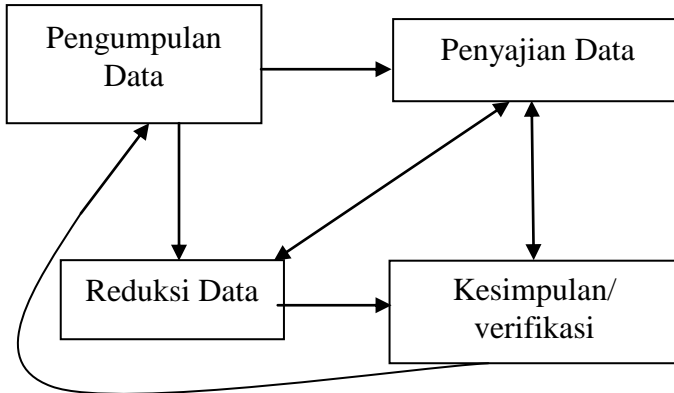 Pengumpulan
Data
Penyajian Data
Reduksi Data
Kesimpulan/
verifikasi